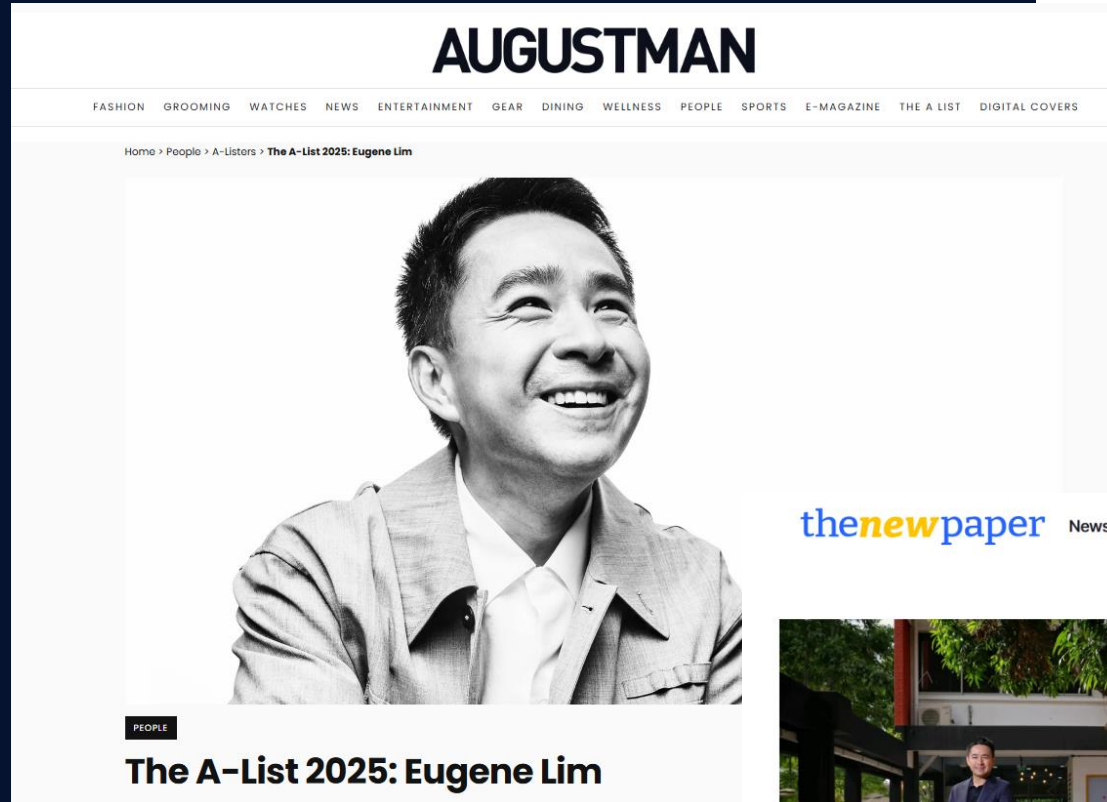 AUGUSTMAN
FASHION GROOMING WATCHES NEWS ENTERTAINMENT GEAR DINING WELLNESS PEOPLE SPORTS E-MAGAZINE THE A LIST DIGITAL COVERS
Home > People > A-Listers > The A-List 2025: Eugene Lim
thenewpaper News
PEOPLE
The A-List 2025: Eugene Lim